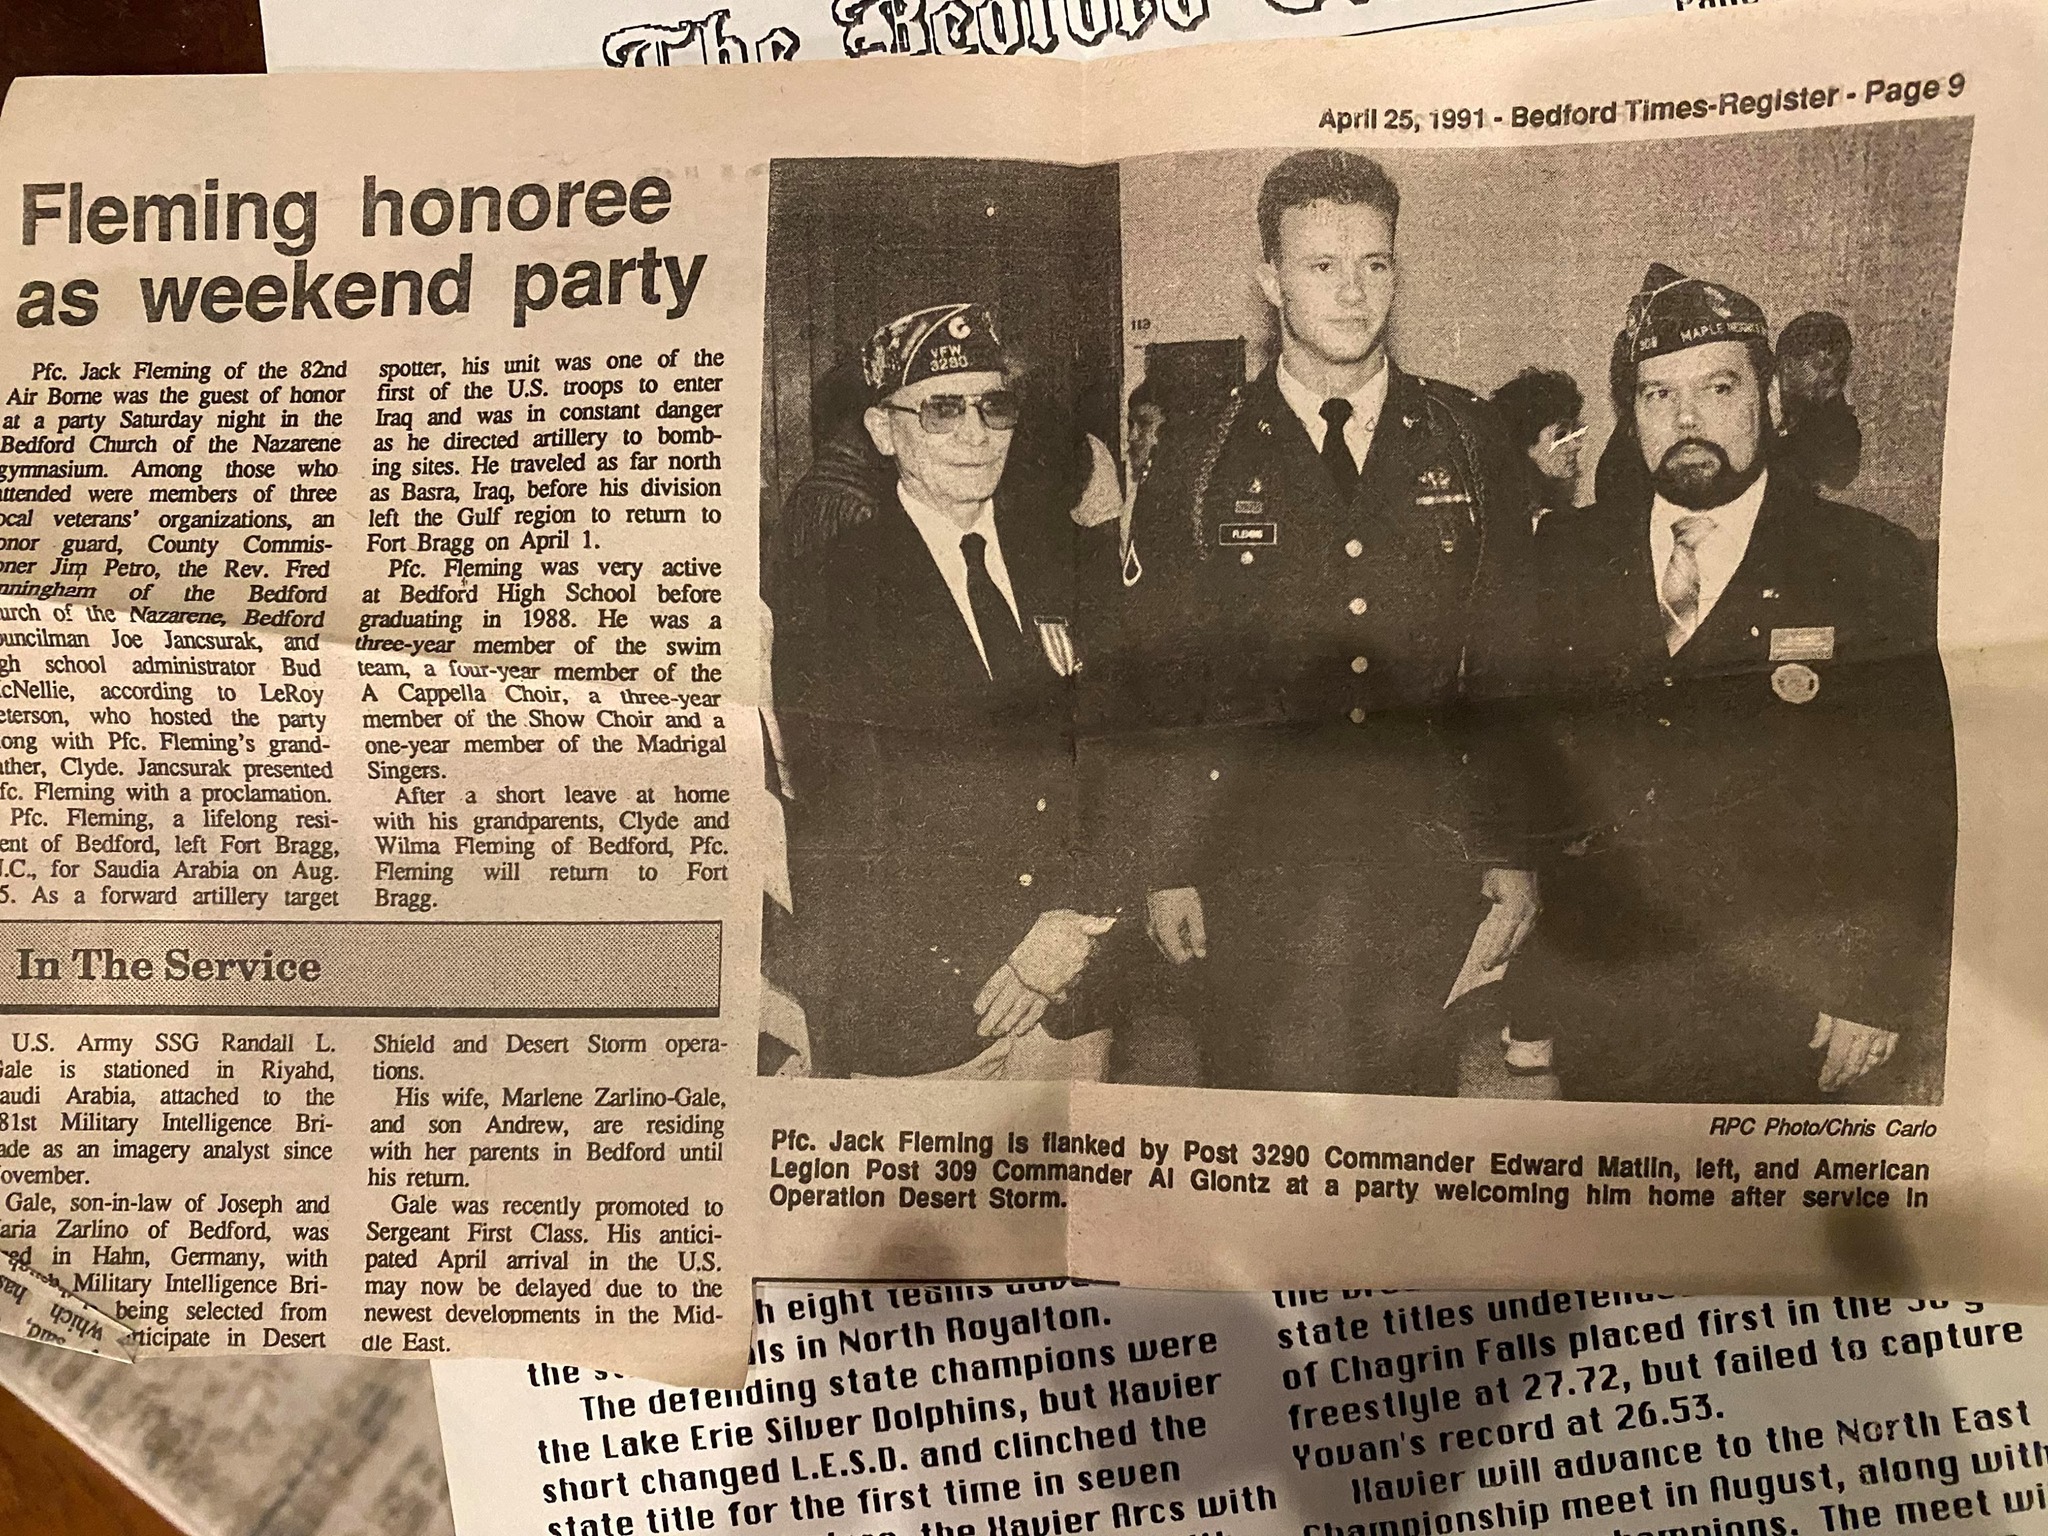 The Bedford
April 25, 1991 - Bedford Times-Register - Page 9
Fleming honoree
as weekend party
Pfc. Jack Fleming of the 82nd
Air Borne was the guest of honor
at a party Saturday night in the
Bedford Church of the Nazarene
gymnasium. Among those who
attended were members of three
ocal veterans' organizations, an
onor guard, County Commis-
oner Jim Petro, the Rev. Fred
nningham of the Bedford
urch of the Nazarene, Bedford
ouncilman Joe Jancsurak, and
gh school administrator Bud
cNellie, according to LeRoy
eterson, who hosted the party
ong with Pfc. Fleming's grand-
ather, Clyde. Jancsurak presented
fc. Fleming with a proclamation.
Pfc. Fleming, a lifelong resi-
ent of Bedford, left Fort Bragg,
N.C., for Saudia Arabia on Aug.
5. As a forward artillery target
spotter, his unit was one of the
first of the U.S. troops to enter
Iraq and was in constant danger
as he directed artillery to bomb-
ing sites. He traveled as far north
as Basra, Iraq, before his division
left the Gulf region to return to
Fort Bragg on April 1.
Pfc. Fleming was very active
at Bedford High School before
graduating in 1988. He was a
three-year member of the swim
team, a four-year member of the
A Cappella Choir, a three-year
member of the Show Choir and a
one-year member of the Madrigal
Singers.
After a short leave at home
with his grandparents, Clyde and
Wilma Fleming of Bedford, Pfc.
Fleming will return to Fort
Bragg.
113
VFW
3290
FLEMING
309 MAPLE HEIGHTS
RPC Photo/Chris Carlo
Pfc. Jack Fleming is flanked by Post 3290 Commander Edward Matlin, left, and American
Legion Post 309 Commander Al Glontz at a party welcoming him home after service in
Operation Desert Storm.
In The Service
U.S. Army SSG Randall L.
Gale is stationed in Riyahd,
audi Arabia, attached to the
81st Military Intelligence Bri-
ade as an imagery analyst since
ovember.
Gale, son-in-law of Joseph and
aria Zarlino of Bedford, was
in Hahn, Germany, with
Military Intelligence Bri-
being selected from
rticipate in Desert
Shield and Desert Storm opera-
tions.
His wife, Marlene Zarlino-Gale,
and son Andrew, are residing
with her parents in Bedford until
his return.
Gale was recently promoted to
Sergeant First Class. His antici-
pated April arrival in the U.S.
may now be delayed due to the
newest developments in the Mid-
dle East.
has
which
said,
h eight teams
ls in North Royalton.
the
The defending state champions were
the Lake Erie Silver Dolphins, but Xavier
short changed L.E.S.D. and clinched the
state title for the first time in seven
the Xavier Arcs with
the
state titles
of Chagrin Falls placed first in the 50 
freestlyle at 27.72, but failed to capture
Yovan's record at 26.53.
Xavier will advance to the North East
Championship meet in August, along with
The meet wi